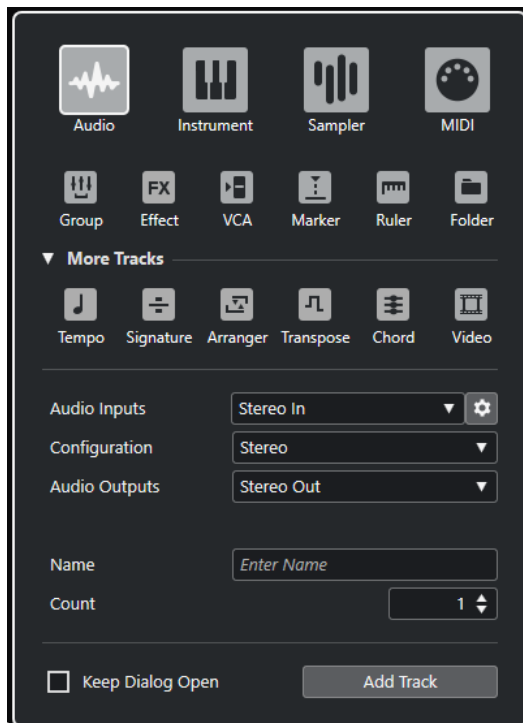 Audio Instrument Sampler MIDI
FX
Group Effect VCA Marker Ruler Folder
▼ More Tracks
Tempo Signature Arranger Transpose Chord Video
Audio Inputs Stereo In
Configuration Stereo
Audio Outputs Stereo Out
Name Enter Name
Count 1
Keep Dialog Open Add Track